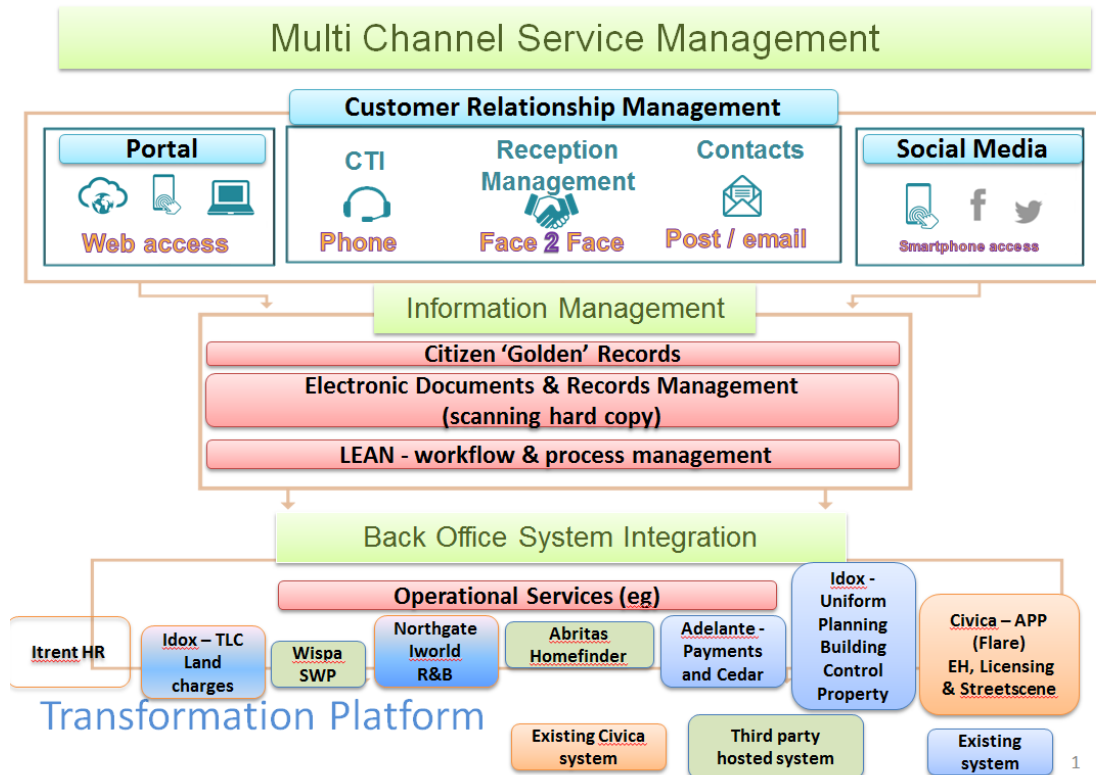 Multi Channel Service Management
Customer Relationship Management
Portal
Web access
CTI
Phone
Reception
Management
Face 2 Face
Contacts
Post / email
Social Media
Smartphone access
Information Management
Citizen ‘Golden’ Records
Electronic Documents & Records Management
(scanning hard copy)
LEAN - workflow & process management
Back Office System Integration
Operational Services (eg)
Itrent HR
Idox – TLC
Land
charges
Wispa
SWP
Northgate
Iworld
R&B
Abritas
Homefinder
Adelante -
Payments
and Cedar
Idox -
Uniform
Planning
Building
Control
Property
Civica – APP
(Flare)
EH, Licensing
& Streetscene
Transformation Platform
Existing Civica
system
Third party
hosted system
Existing
system
1